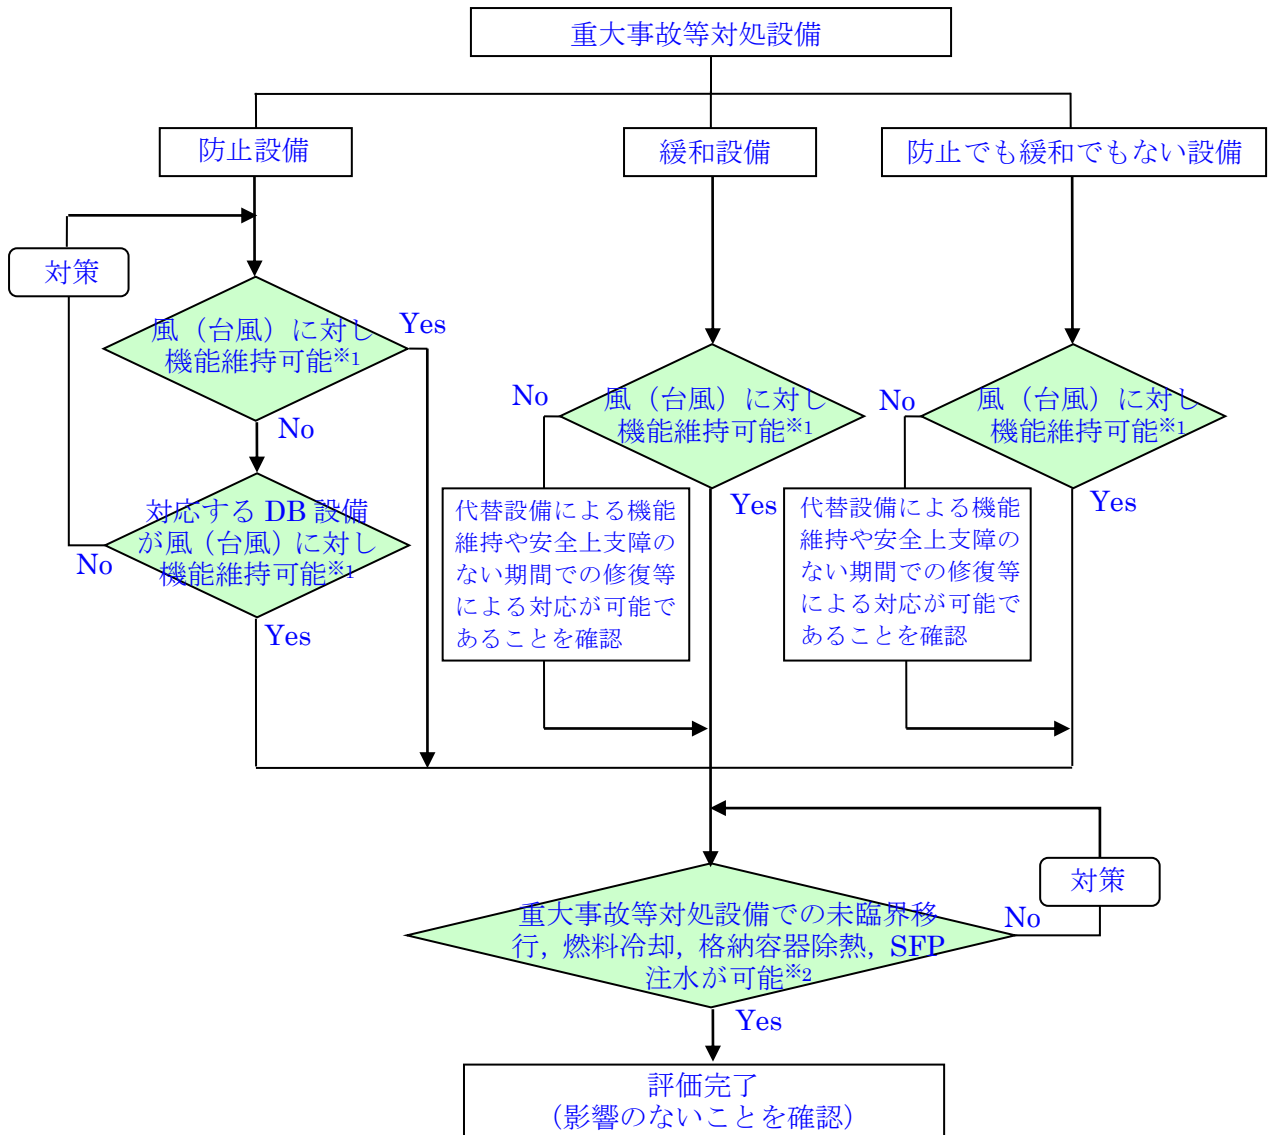 重大事故等対処設備
防止設備
緩和設備
防止でも緩和でもない設備
対策
風（台風）に対し
機能維持可能※1
Yes
No
対応する DB 設備
が風（台風）に対し
機能維持可能※1
No
Yes
風（台風）に対し
機能維持可能※1
No
Yes
代替設備による機能
維持や安全上支障の
ない期間での修復等
による対応が可能で
あることを確認
風（台風）に対し
機能維持可能※1
No
Yes
代替設備による機能
維持や安全上支障の
ない期間での修復等
による対応が可能で
あることを確認
対策
重大事故等対処設備での未臨界移
行, 燃料冷却, 格納容器除熱, SFP
注水が可能※2
No
Yes
評価完了
（影響のないことを確認）